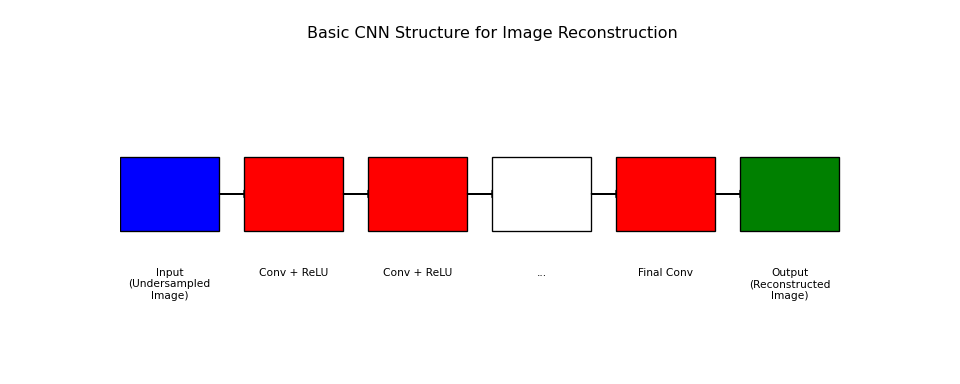 Basic CNN Structure for Image Reconstruction
Input
(Undersampled
Image)
Conv + ReLU
Conv + ReLU
...
Final Conv
Output
(Reconstructed
Image)